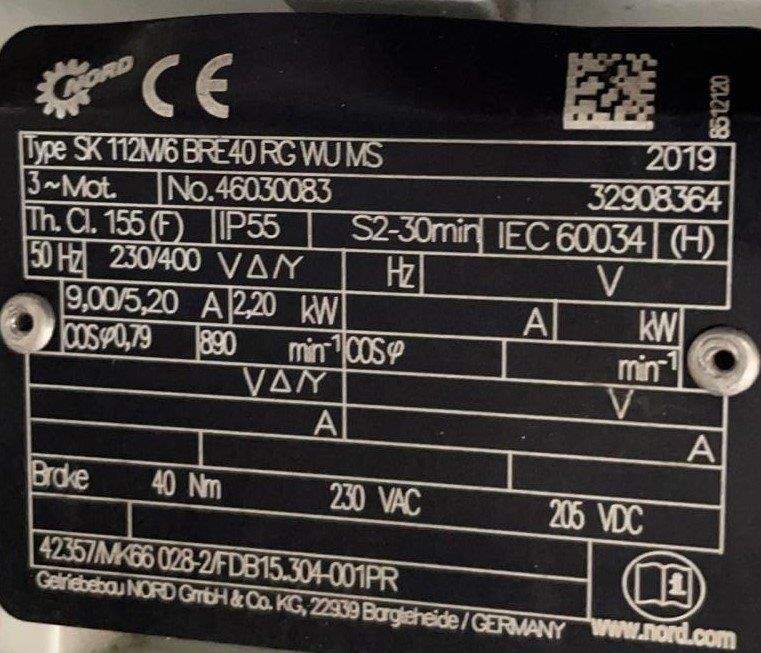 NORD CE
8612120
Type SK 112M/6 BRE40 RG WU MS 2019
3~Mot. No.46030083 32908364
Th. Cl. 155 (F) IP55 S2-30min IEC 60034 (H)
50 Hz 230/400 V Δ/Y Hz V
9,00/5,20 A 2,20 kW A kW
COSφ0,79 890 min⁻¹ COSφ min⁻¹
V Δ/Y V
A A
Brake 40 Nm 230 VAC 205 VDC
42357/MK66 028-2/FDB15.304-001PR
Getriebebau NORD GmbH & Co. KG, 22939 Bargteheide / GERMANY www.nord.com